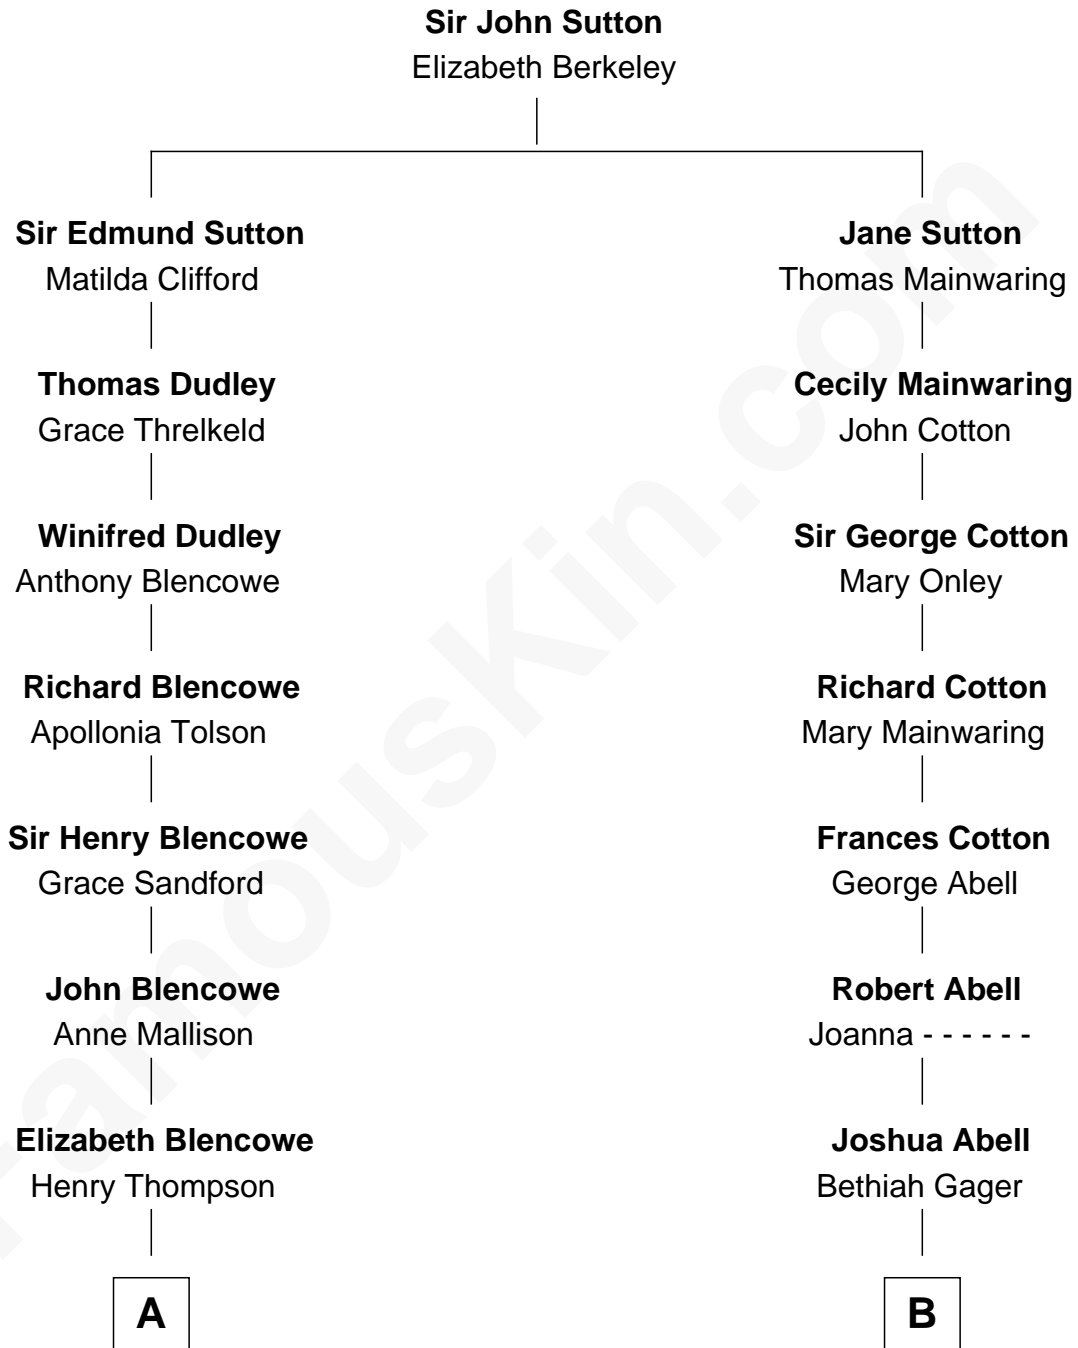 Sir John Sutton
Elizabeth Berkeley
Sir Edmund Sutton
Matilda Clifford
Thomas Dudley
Grace Threlkeld
Winifred Dudley
Anthony Blencowe
Richard Blencowe
Apollonia Tolson
Sir Henry Blencowe
Grace Sandford
John Blencowe
Anne Mallison
Elizabeth Blencowe
Henry Thompson
A
Jane Sutton
Thomas Mainwaring
Cecily Mainwaring
John Cotton
Sir George Cotton
Mary Onley
Richard Cotton
Mary Mainwaring
Frances Cotton
George Abell
Robert Abell
Joanna - - - - - -
Joshua Abell
Bethiah Gager
B
FamousKin.com